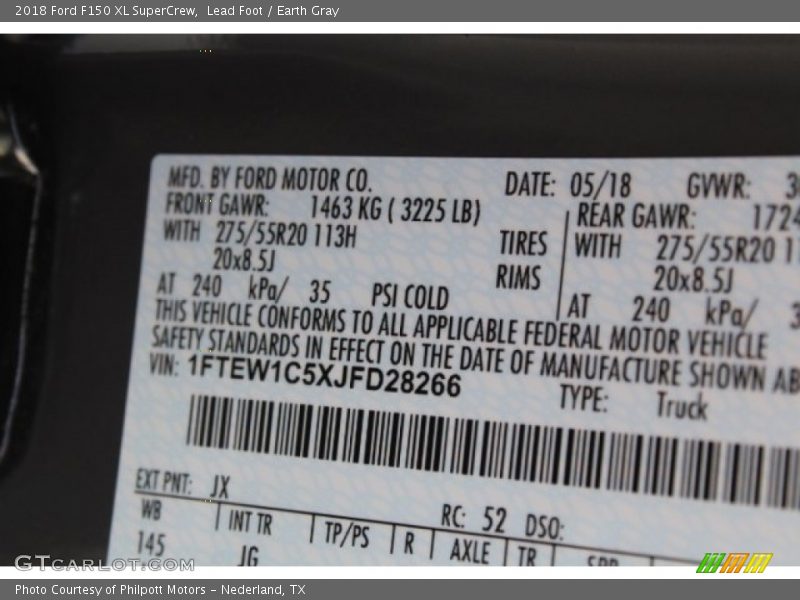 2018 Ford F150 XL SuperCrew,  Lead Foot / Earth Gray
MFD. BY FORD MOTOR CO. DATE: 05/18 GVWR:
FRONT GAWR: 1463 KG ( 3225 LB) REAR GAWR: 1724
WITH 275/55R20 113H TIRES WITH 275/55R20
20x8.5J RIMS 20x8.5J
AT 240 kPa/ 35 PSI COLD AT 240 kPa/
THIS VEHICLE CONFORMS TO ALL APPLICABLE FEDERAL MOTOR VEHICLE
SAFETY STANDARDS IN EFFECT ON THE DATE OF MANUFACTURE SHOWN AB
VIN: 1FTEW1C5XJFD28266 TYPE: Truck
EXT PNT: JX RC: 52 DSO:
WB INT TR TP/PS R AXLE TR
145 JG
GTCarLot.com
Photo Courtesy of Philpott Motors - Nederland, TX